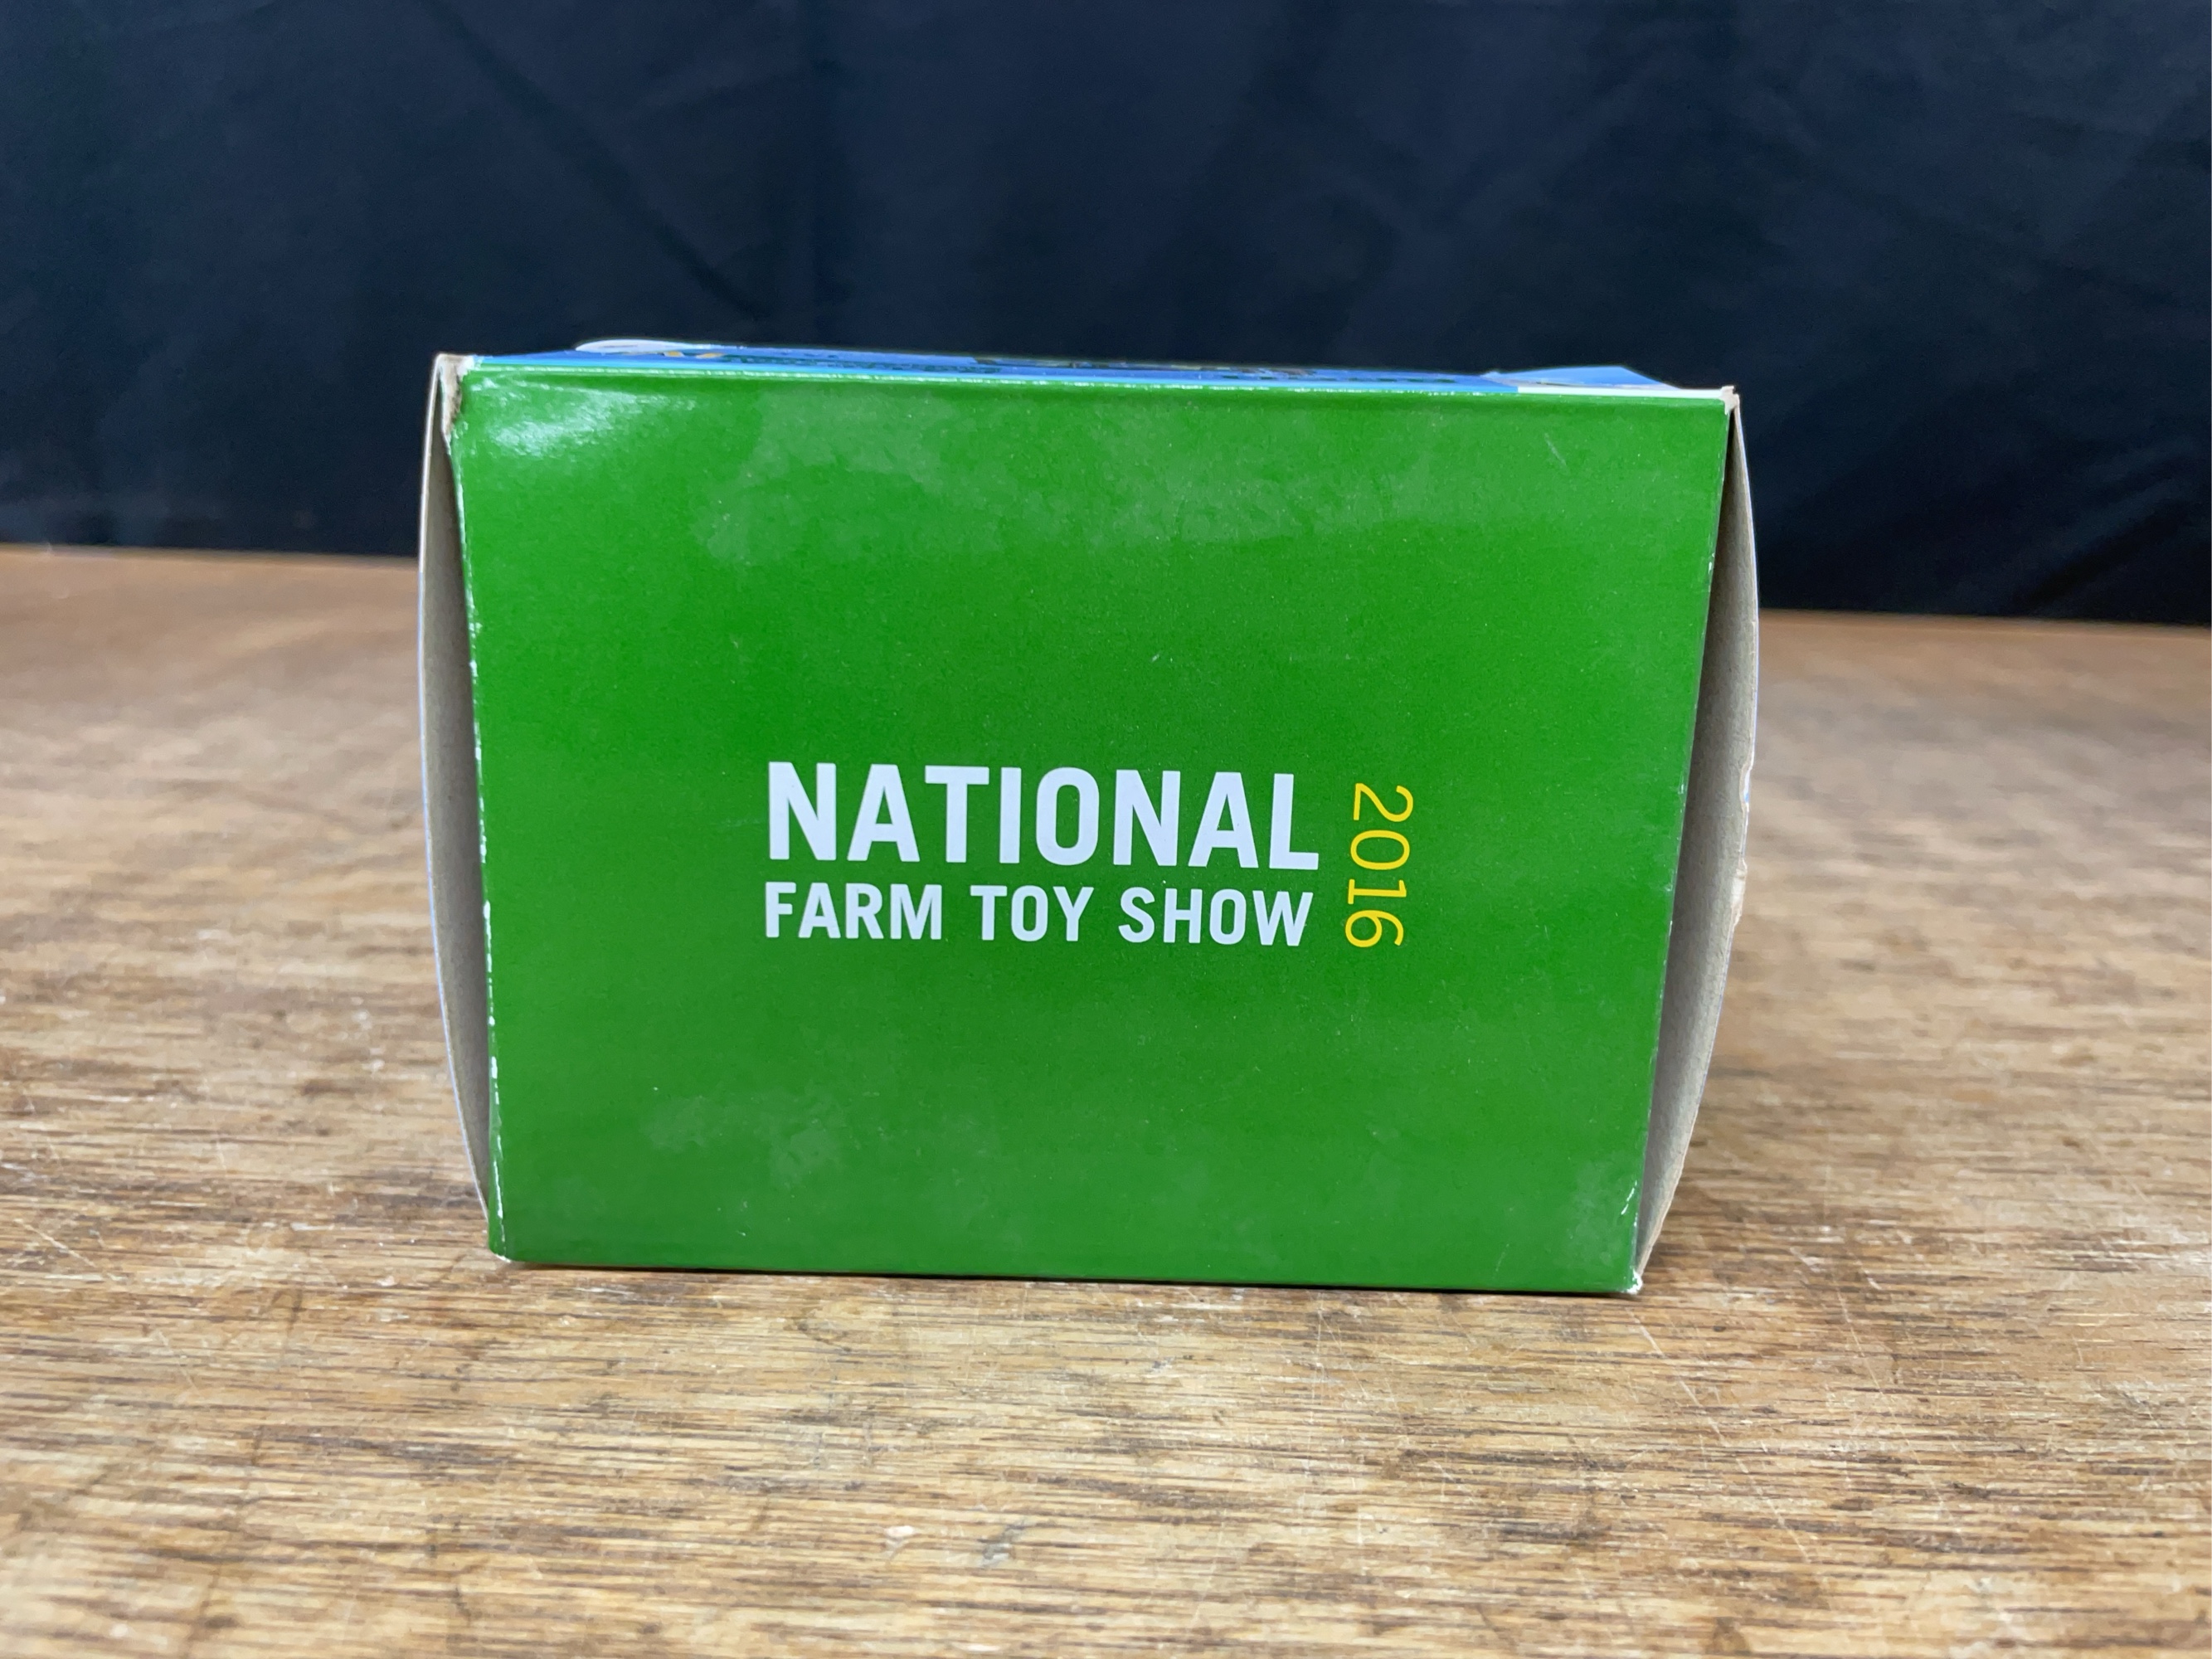 NATIONAL
FARM TOY SHOW
2016